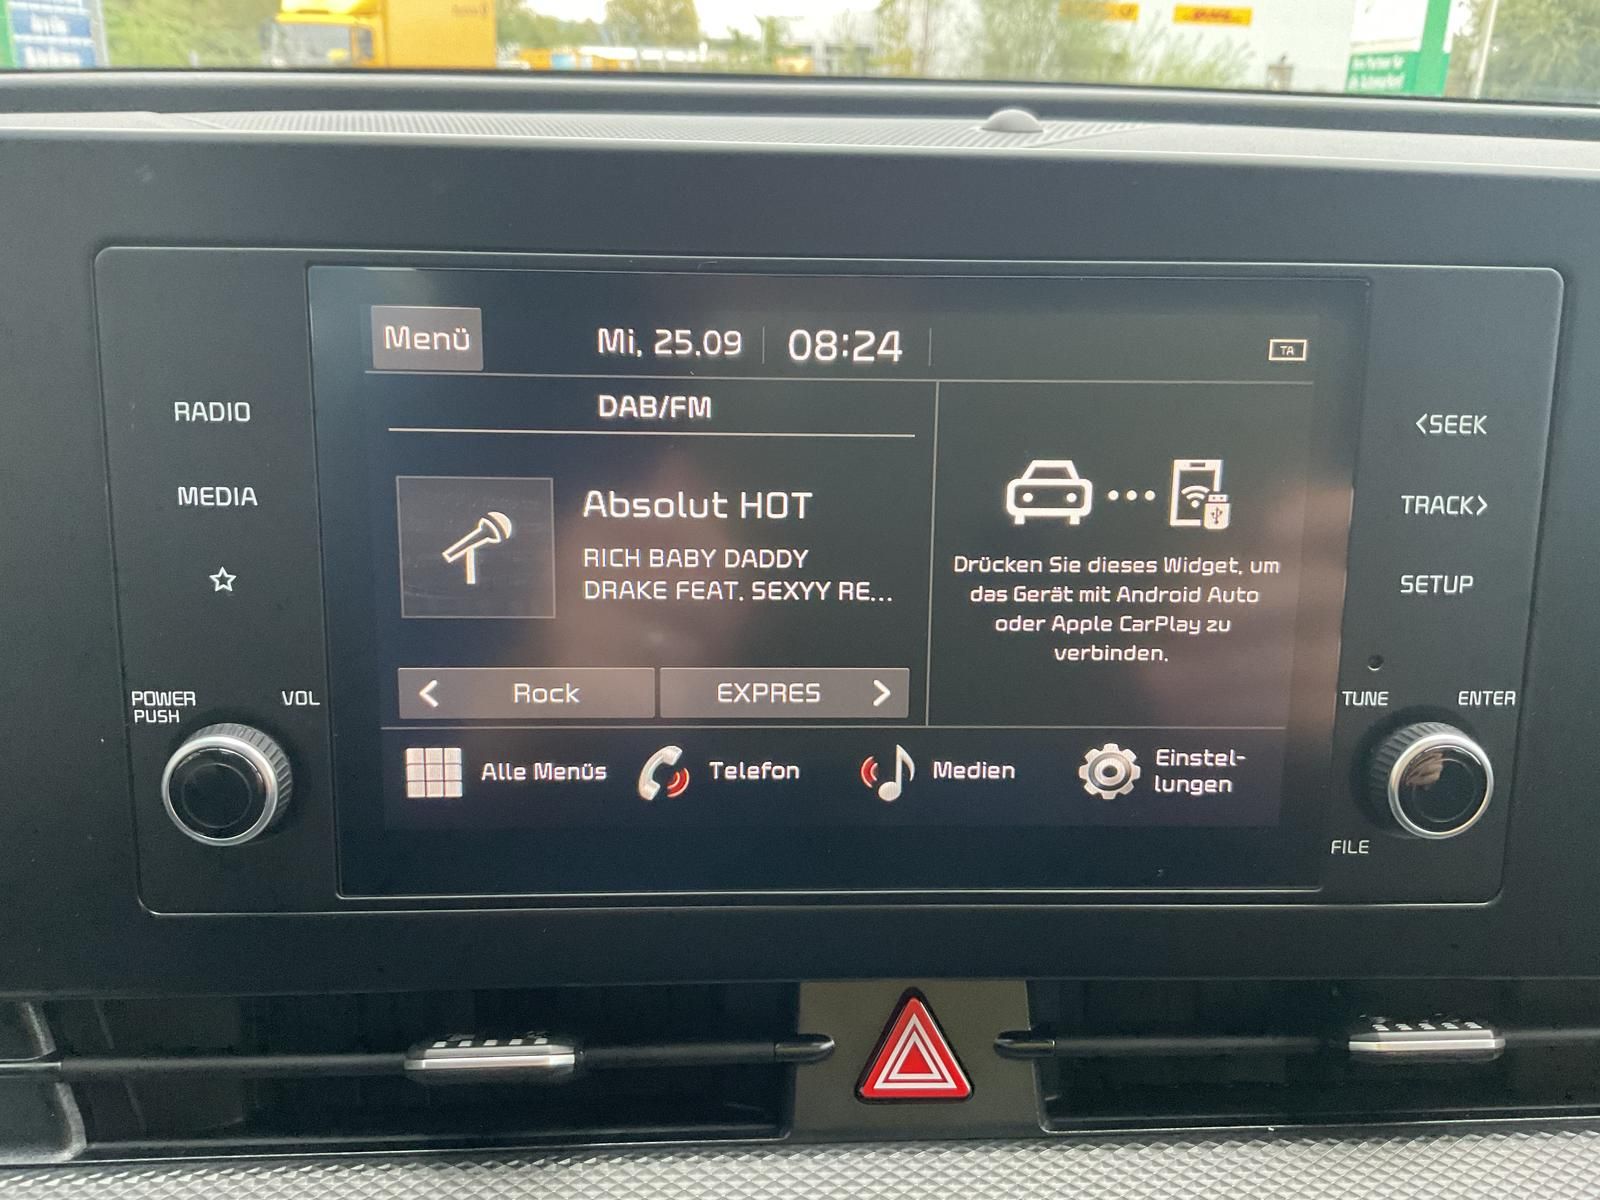 Menü
Mi, 25.09
08:24
TA
DAB/FM
Absolut HOT
RICH BABY DADDY
DRAKE FEAT. SEXYY RE...
< Rock
EXPRES >
Drücken Sie dieses Widget, um
das Gerät mit Android Auto
oder Apple CarPlay zu
verbinden.
Alle Menüs
Telefon
Medien
Einstel-
lungen
RADIO
MEDIA
POWER
PUSH
VOL
<SEEK
TRACK>
SETUP
TUNE
ENTER
FILE